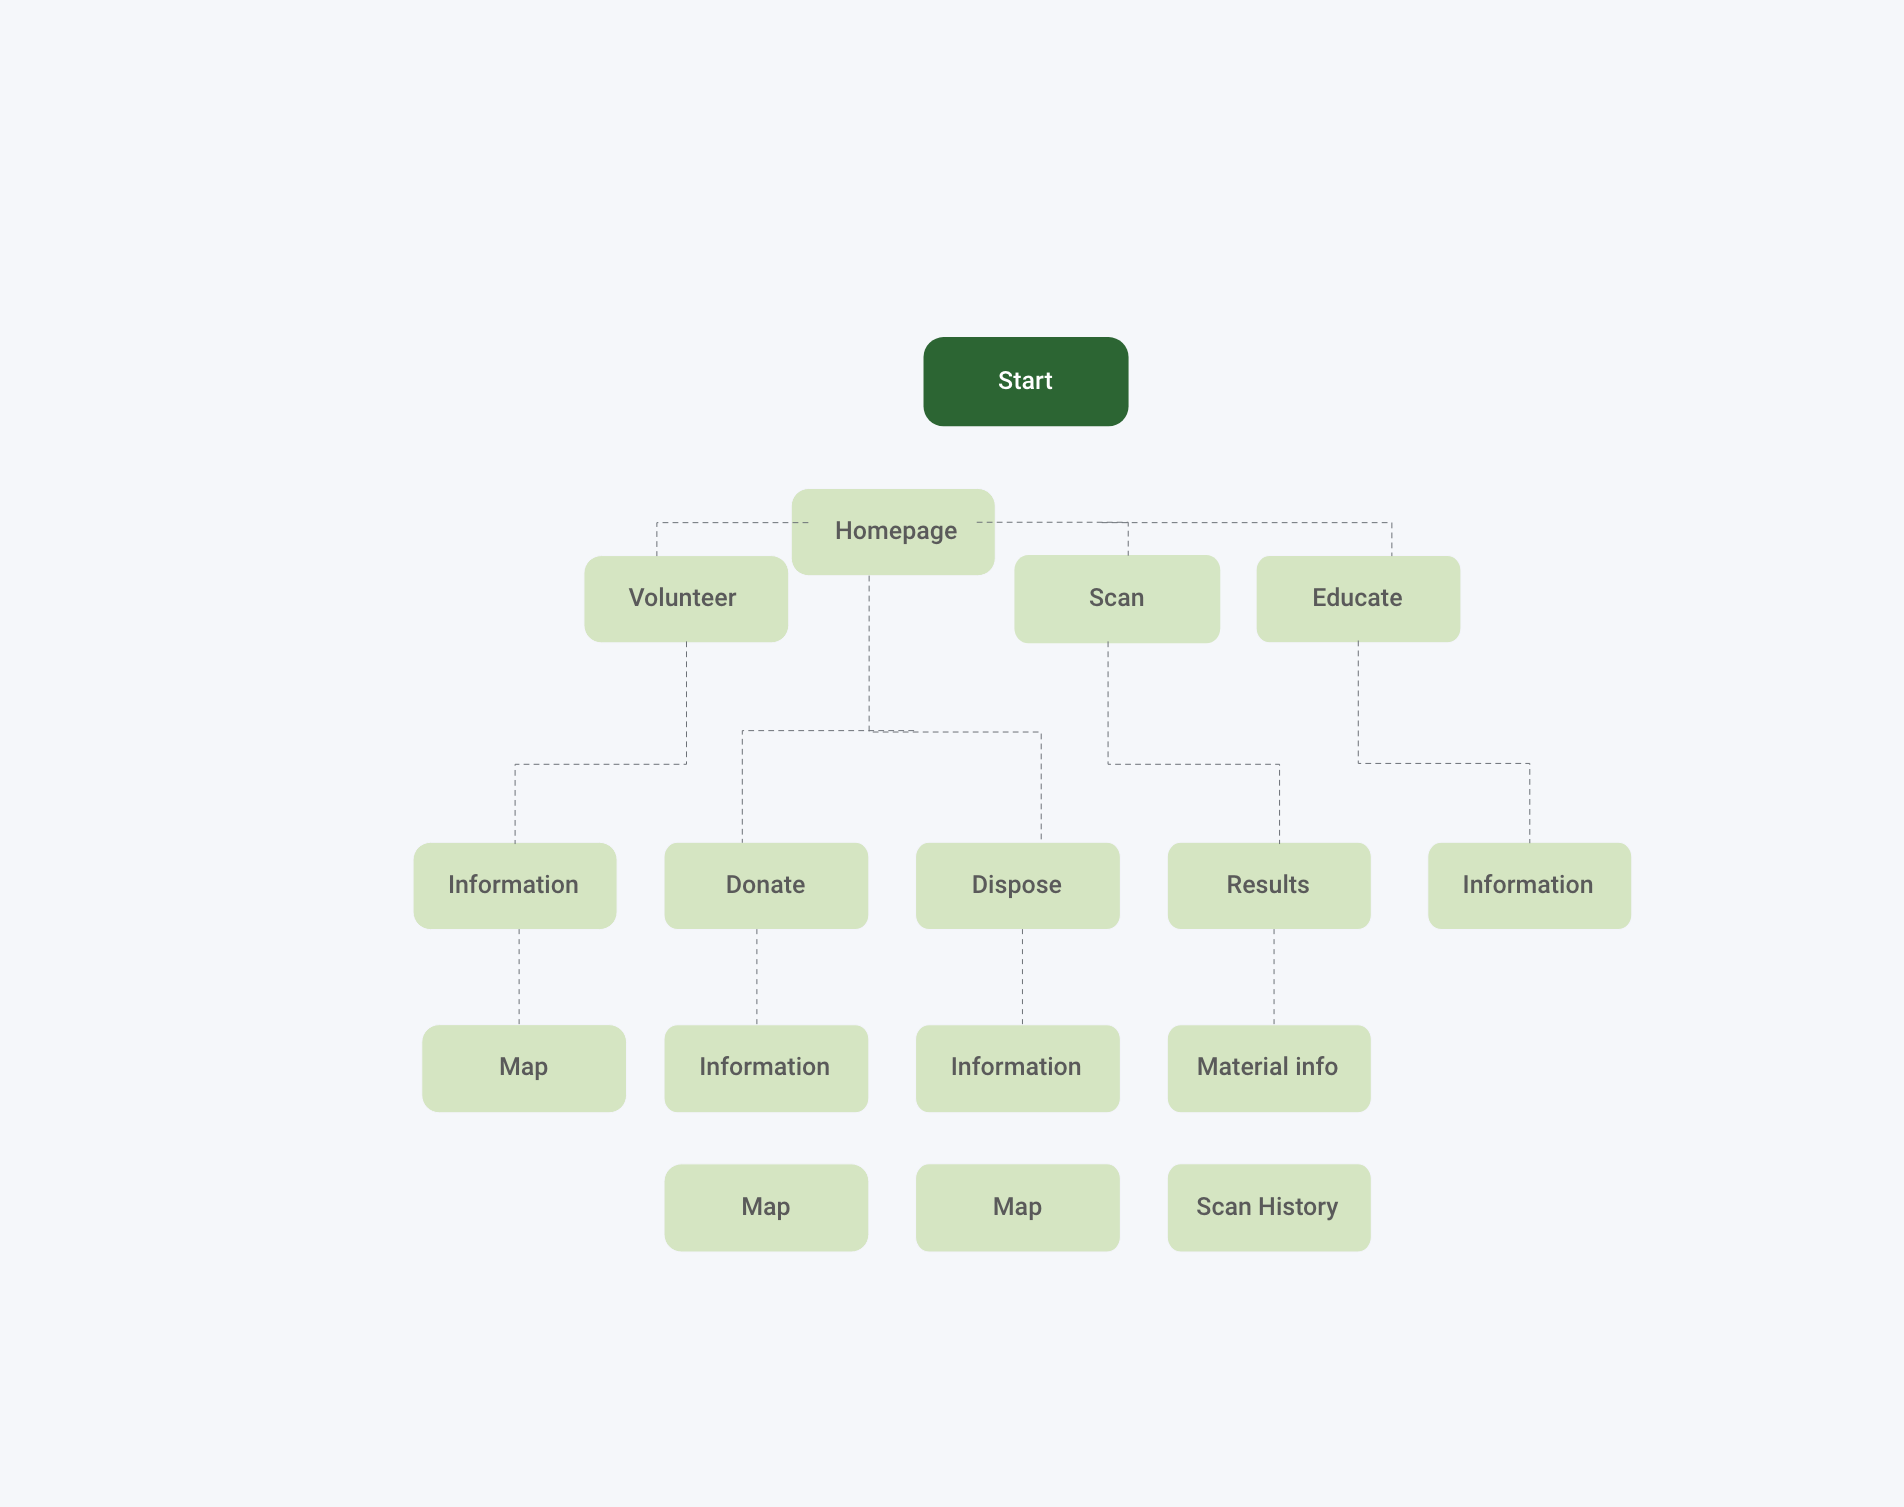 Start
Homepage
Volunteer
Scan
Educate
Information
Donate
Dispose
Results
Information
Map
Information
Information
Material info
Map
Map
Scan History